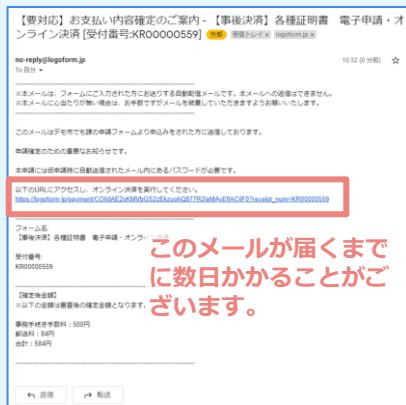 【要対応】お支払い内容確定のご案内 - 【事後決済】各種証明書　電子申請・オ
ンライン決済 [受付番号:KR00000559] 外部 受信トレイ× logoform.jp×
no-reply@logoform.jp
10:52 (0 分前)
To 自分
※本メールは、フォームにご入力された方にお送りする自動配信メールです。本メールへの返信はできません。
※本メールに心当たりが無い場合は、お手数ですがメールを破棄していただきますようお願いいたします。
このメールはデモ市でも課の申請フォームより申込みをされた方に送信しております。
申請確定のための重要なお知らせです。
本申請には仮申請時に自動送信されたメール内にあるパスワードが必要です。
以下のURLにアクセスし、オンライン決済を実行してください。
フォーム名:
【事後決済】各種証明書　電子申請・オンラ
受付番号:
KR00000559
このメールが届くまで
に数日かかることがご
ざいます。
【確定後金額】
※以下の金額は審査後の確定金額となります。
事務手続き手数料：500円
郵送料：84円
合計：584円
返信
転送